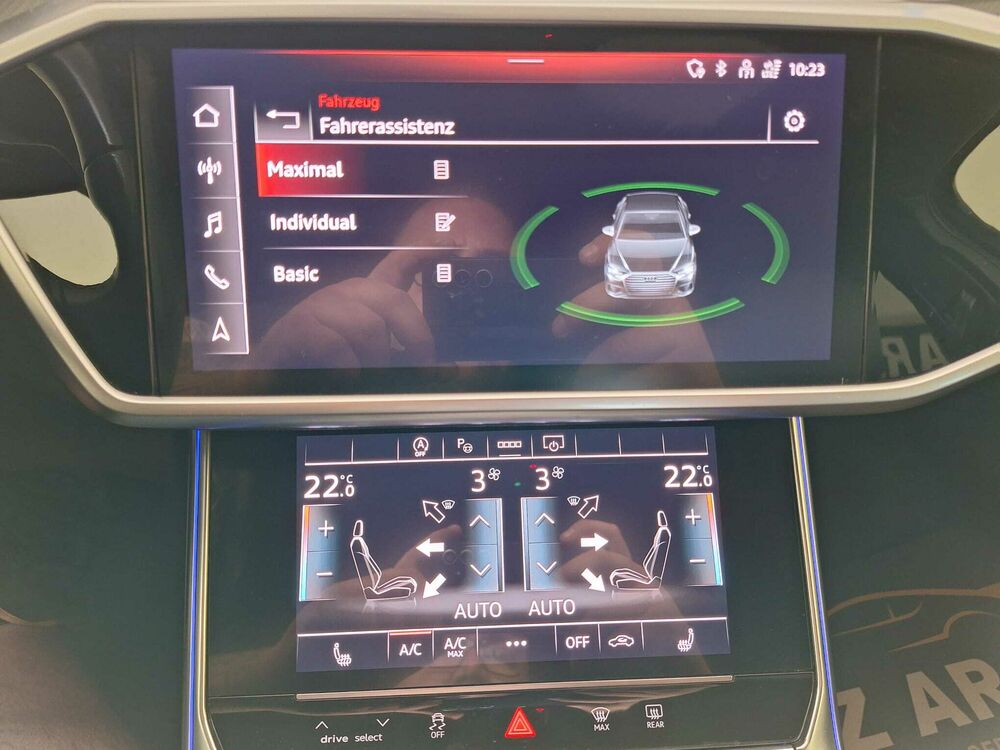 10:23
Fahrzeug
Fahrerassistenz
Maximal
Individual
Basic
A OFF P
22.0 °C 3 3 22.0 °C
+ +
− −
AUTO AUTO
A/C A/C MAX ••• OFF
drive select OFF MAX REAR
Z AR